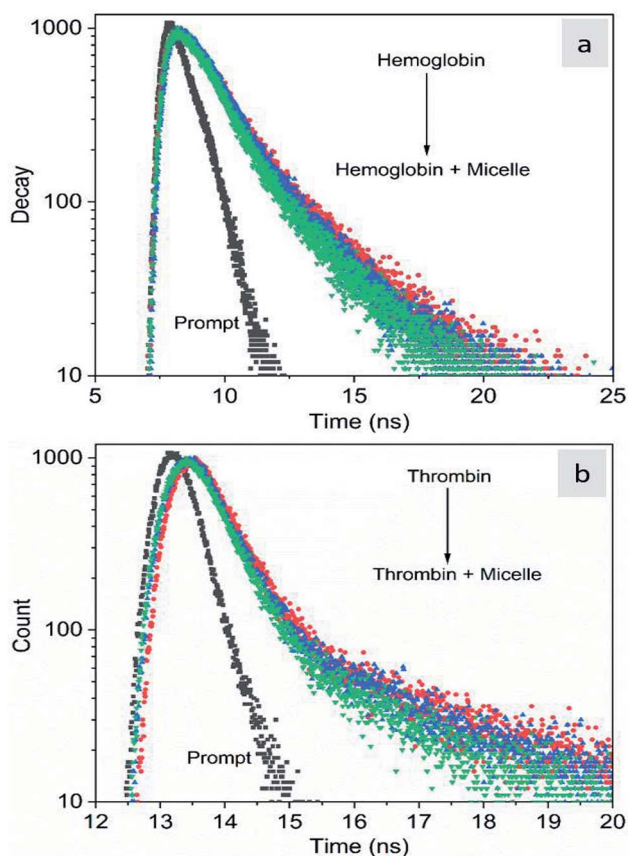 a
1000
100
10
Decay
Hemoglobin
Hemoglobin + Micelle
Prompt
5 10 15 20 25
Time (ns)
b
1000
100
10
Count
Thrombin
Thrombin + Micelle
Prompt
12 13 14 15 16 17 18 19 20
Time (ns)